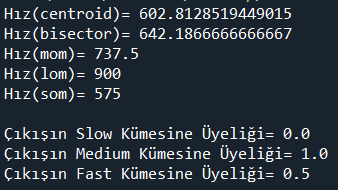 Hız(centroid)= 602.8128519449015
Hız(bisector)= 642.1866666666667
Hız(mom)= 737.5
Hız(lom)= 900
Hız(som)= 575
Çıkışın Slow Kümesine Üyeliği= 0.0
Çıkışın Medium Kümesine Üyeliği= 1.0
Çıkışın Fast Kümesine Üyeliği= 0.5